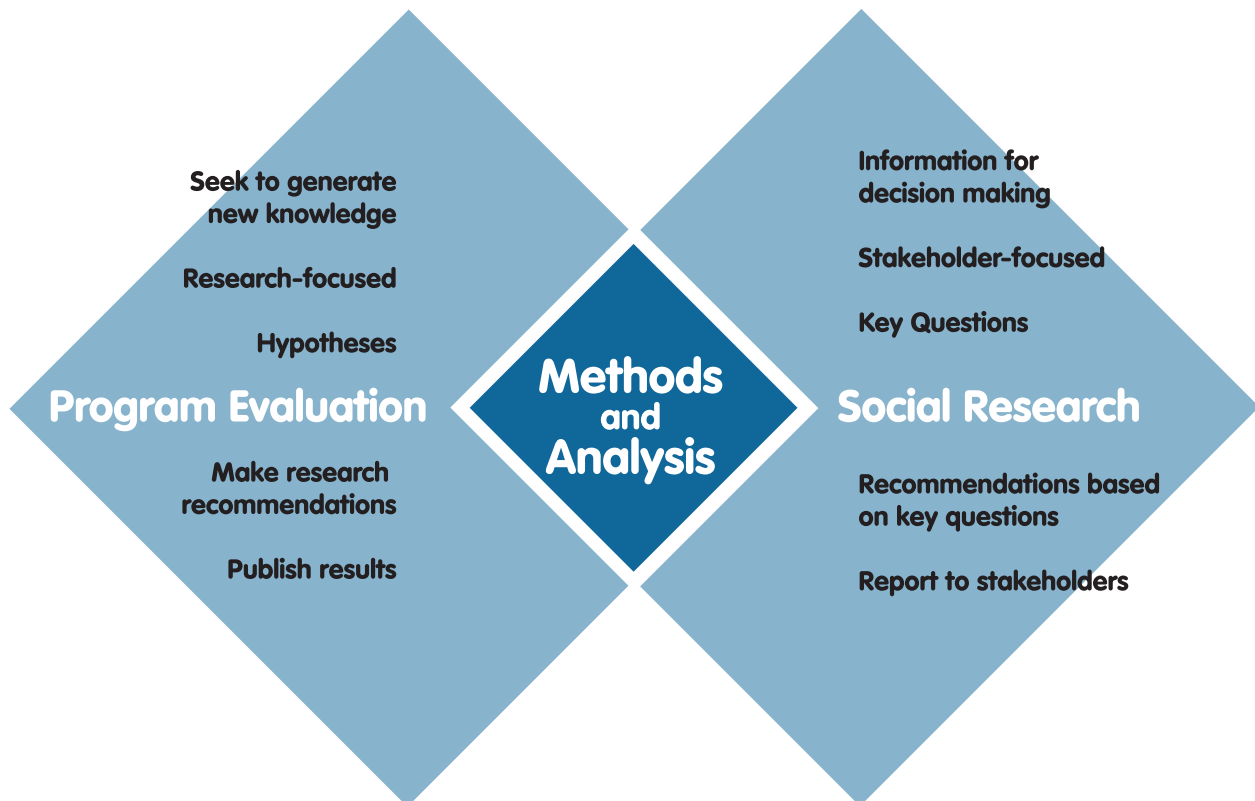 Seek to generate
new knowledge
Research-focused
Hypotheses
Program Evaluation
Make research
recommendations
Publish results
Methods
and
Analysis
Information for
decision making
Stakeholder-focused
Key Questions
Social Research
Recommendations based
on key questions
Report to stakeholders